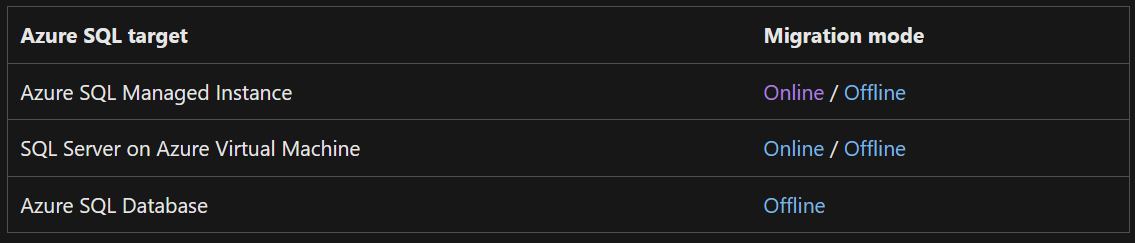 Azure SQL target Migration mode
Azure SQL Managed Instance Online / Offline
SQL Server on Azure Virtual Machine Online / Offline
Azure SQL Database Offline